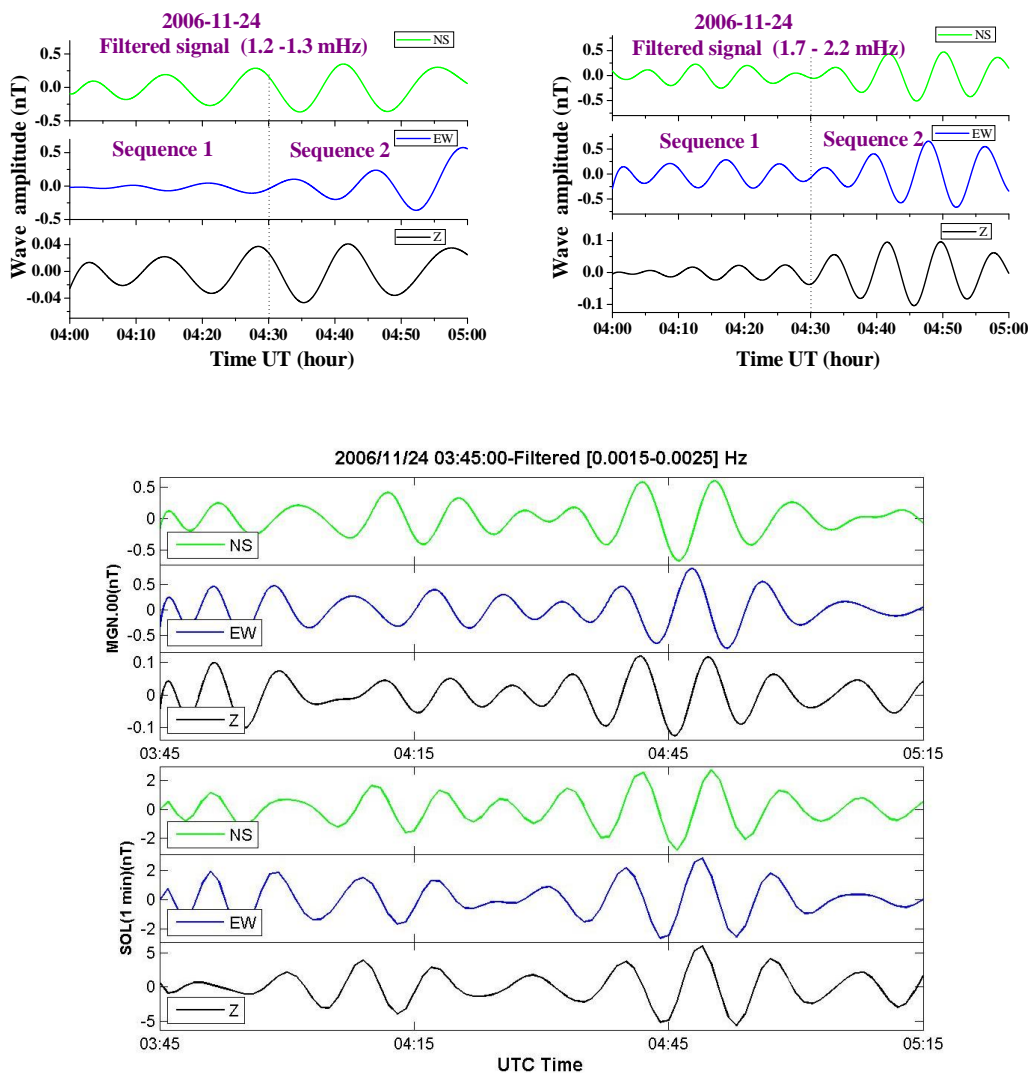 2006-11-24
Filtered signal (1.2 -1.3 mHz)
NS
0.5
0.0
-0.5
EW
Sequence 1
Sequence 2
0.5
0.0
-0.5
Z
0.04
0.00
-0.04
Wave amplitude (nT)
04:00 04:10 04:20 04:30 04:40 04:50 05:00
Time UT (hour)
2006-11-24
Filtered signal (1.7 - 2.2 mHz)
NS
0.5
0.0
-0.5
EW
Sequence 1
Sequence 2
0.5
0.0
-0.5
Z
0.1
0.0
-0.1
Wave amplitude (nT)
04:00 04:10 04:20 04:30 04:40 04:50 05:00
Time UT (hour)
2006/11/24 03:45:00-Filtered [0.0015-0.0025] Hz
0.5
0
-0.5
NS
0.5
0
-0.5
EW
0.1
0
-0.1
Z
MGN.00(nT)
03:45 04:15 04:45 05:15
2
0
-2
NS
2
0
-2
EW
5
0
-5
Z
SOL(1 min)(nT)
03:45 04:15 04:45 05:15
UTC Time